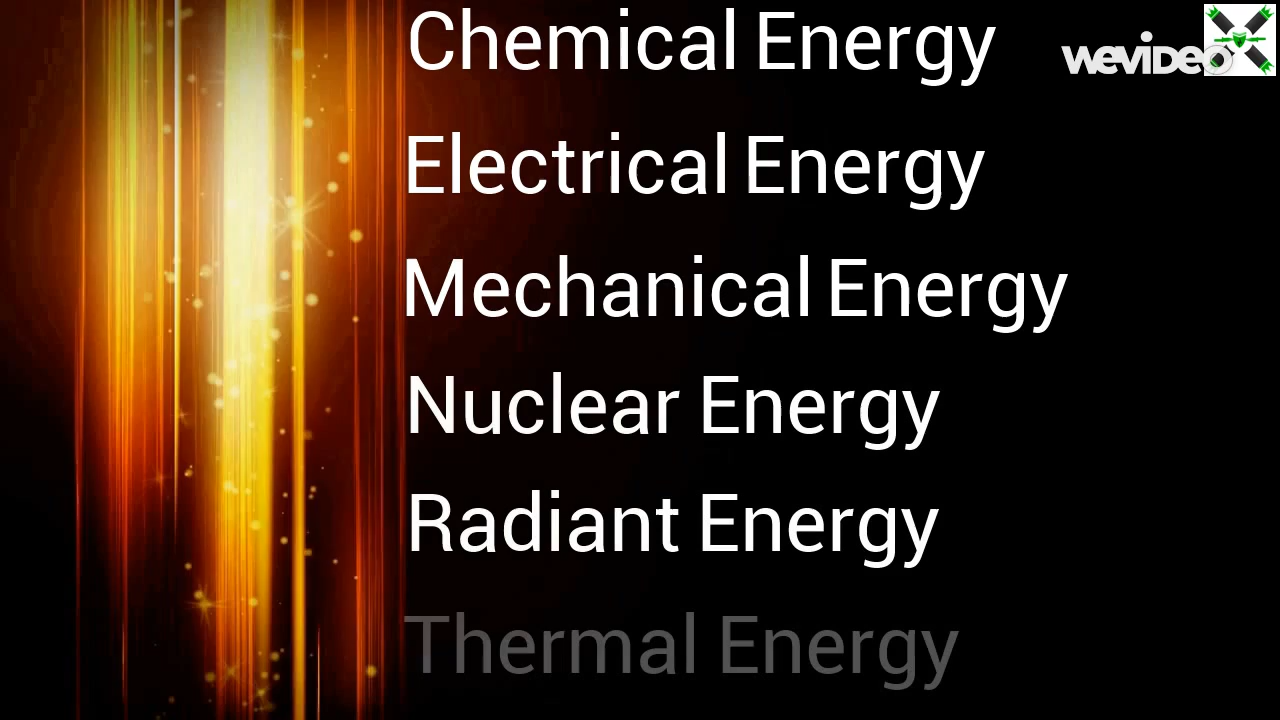 Chemical Energy
WEVIDEO
Electrical Energy
Mechanical Energy
Nuclear Energy
Radiant Energy
Thermal Energy